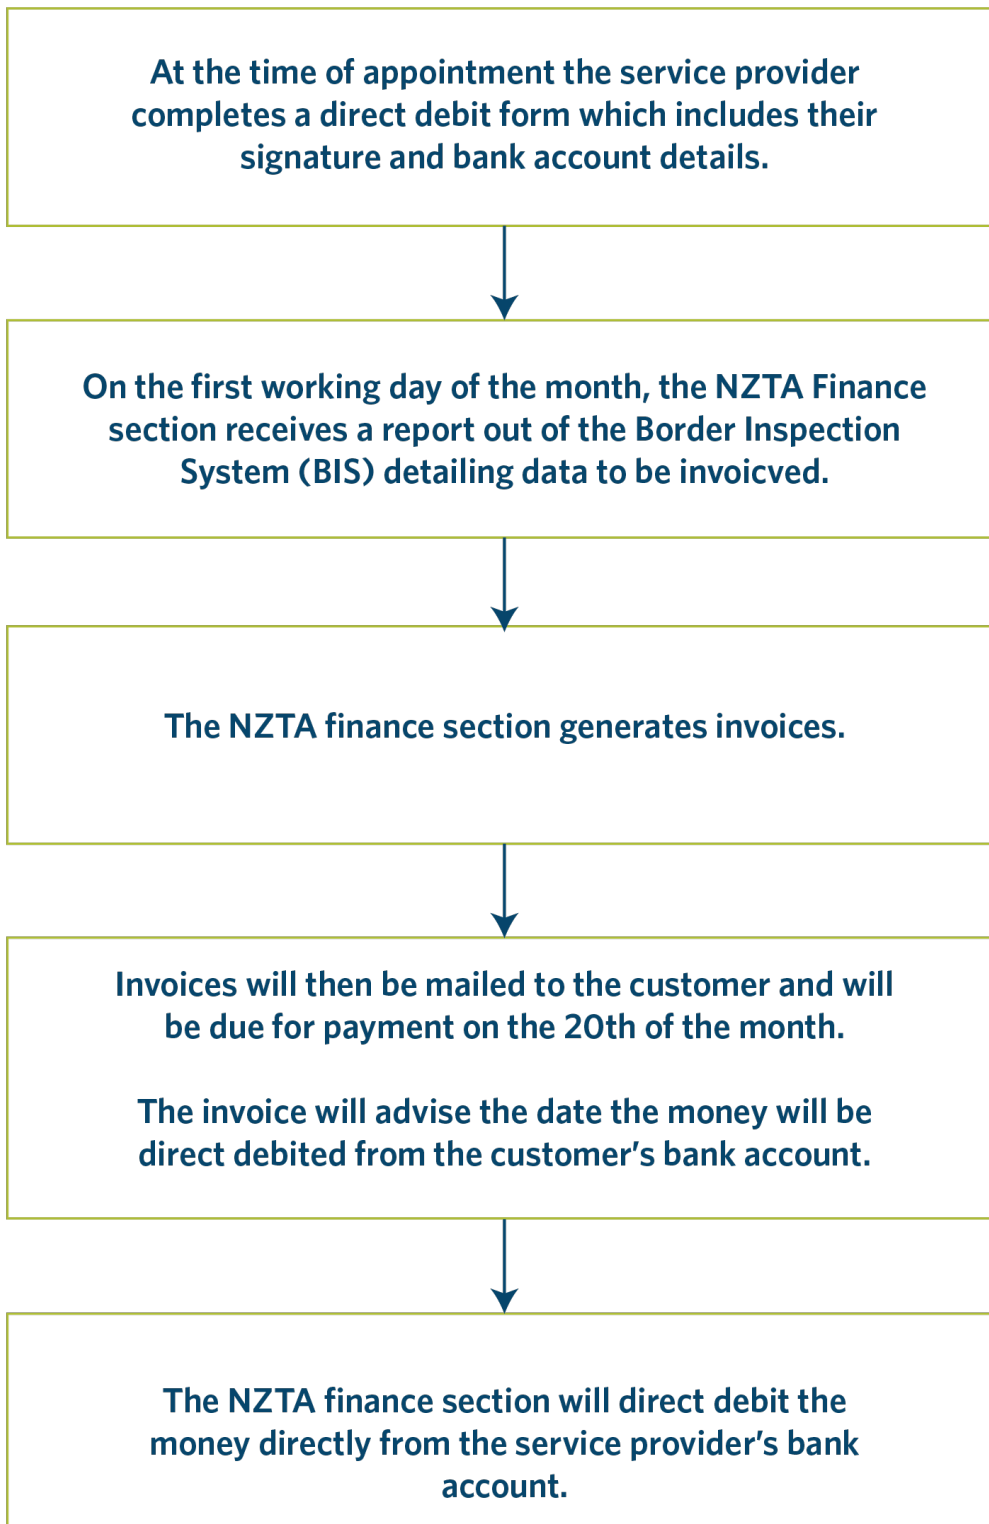 At the time of appointment the service provider
completes a direct debit form which includes their
signature and bank account details.
On the first working day of the month, the NZTA Finance
section receives a report out of the Border Inspection
System (BIS) detailing data to be invoicved.
The NZTA finance section generates invoices.
Invoices will then be mailed to the customer and will
be due for payment on the 20th of the month.
The invoice will advise the date the money will be
direct debited from the customer’s bank account.
The NZTA finance section will direct debit the
money directly from the service provider’s bank
account.